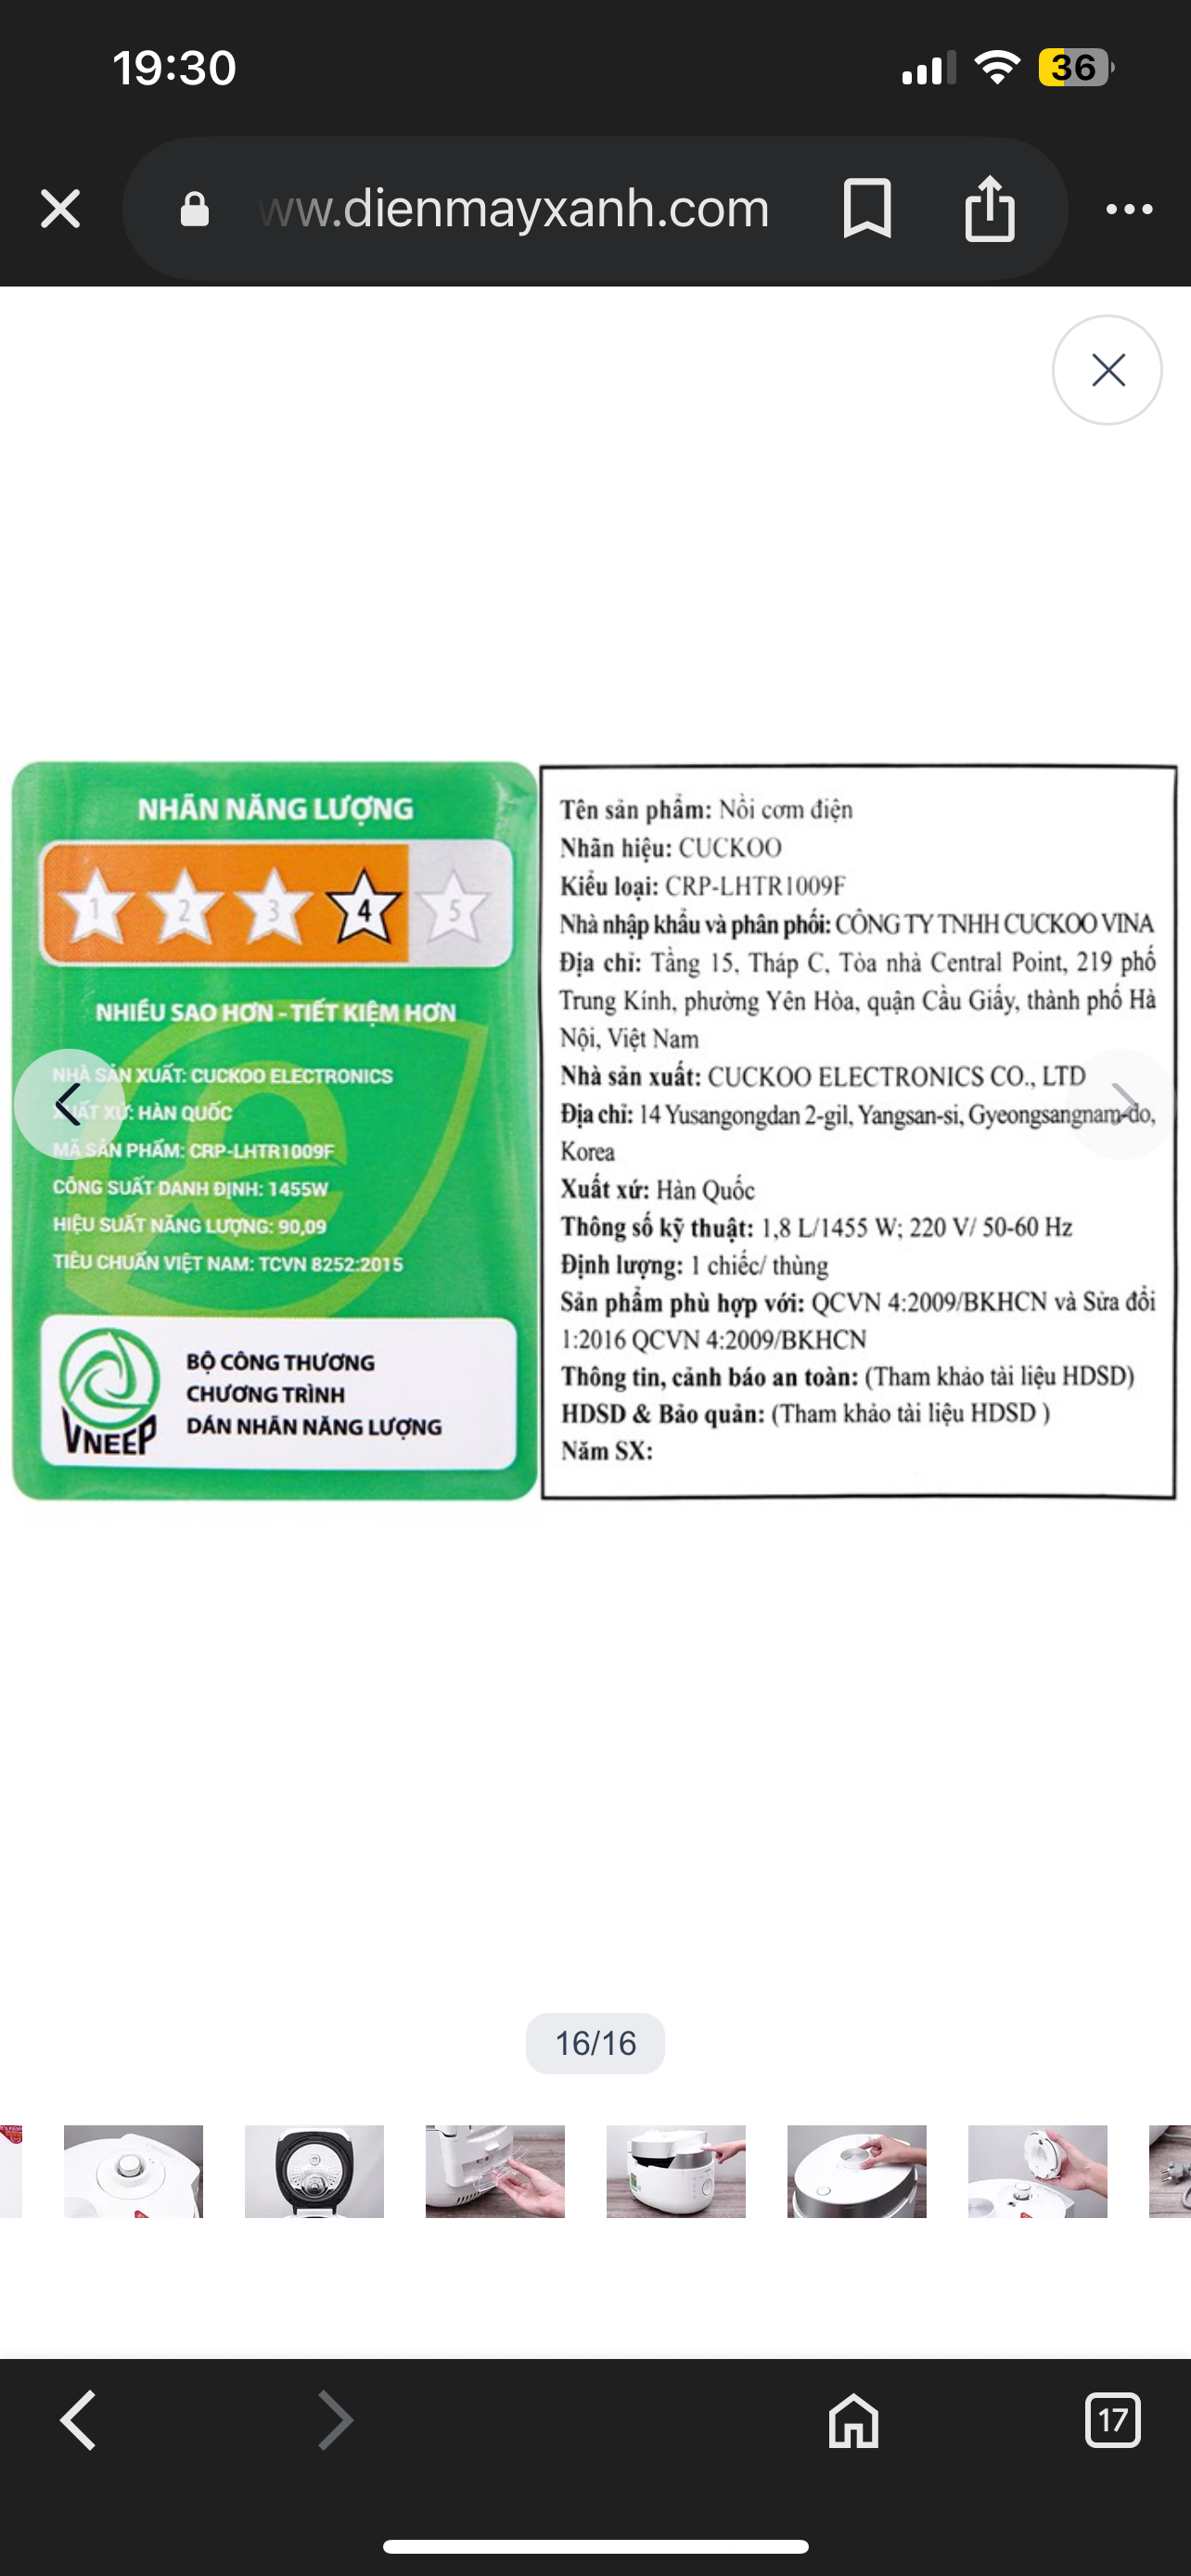 19:30
36
ww.dienmayxanh.com
NHÃN NĂNG LƯỢNG
1 2 3 4 5
NHIỀU SAO HƠN - TIẾT KIỆM HƠN
NHÀ SẢN XUẤT: CUCKOO ELECTRONICS
XUẤT XỨ: HÀN QUỐC
MÃ SẢN PHẨM: CRP-LHTR1009F
CÔNG SUẤT DANH ĐỊNH: 1455W
HIỆU SUẤT NĂNG LƯỢNG: 90,09
TIÊU CHUẨN VIỆT NAM: TCVN 8252:2015
VNEEP
BỘ CÔNG THƯƠNG
CHƯƠNG TRÌNH
DÁN NHÃN NĂNG LƯỢNG
Tên sản phẩm: Nồi cơm điện
Nhãn hiệu: CUCKOO
Kiểu loại: CRP-LHTR1009F
Nhà nhập khẩu và phân phối: CÔNG TY TNHH CUCKOO VINA
Địa chỉ: Tầng 15, Tháp C, Tòa nhà Central Point, 219 phố
Trung Kính, phường Yên Hòa, quận Cầu Giấy, thành phố Hà
Nội, Việt Nam
Nhà sản xuất: CUCKOO ELECTRONICS CO., LTD
Địa chỉ: 14 Yusangongdan 2-gil, Yangsan-si, Gyeongsangnam-do,
Korea
Xuất xứ: Hàn Quốc
Thông số kỹ thuật: 1,8 L/1455 W; 220 V/ 50-60 Hz
Định lượng: 1 chiếc/ thùng
Sản phẩm phù hợp với: QCVN 4:2009/BKHCN và Sửa đổi
1:2016 QCVN 4:2009/BKHCN
Thông tin, cảnh báo an toàn: (Tham khảo tài liệu HDSD)
HDSD & Bảo quản: (Tham khảo tài liệu HDSD )
Năm SX:
16/16
17